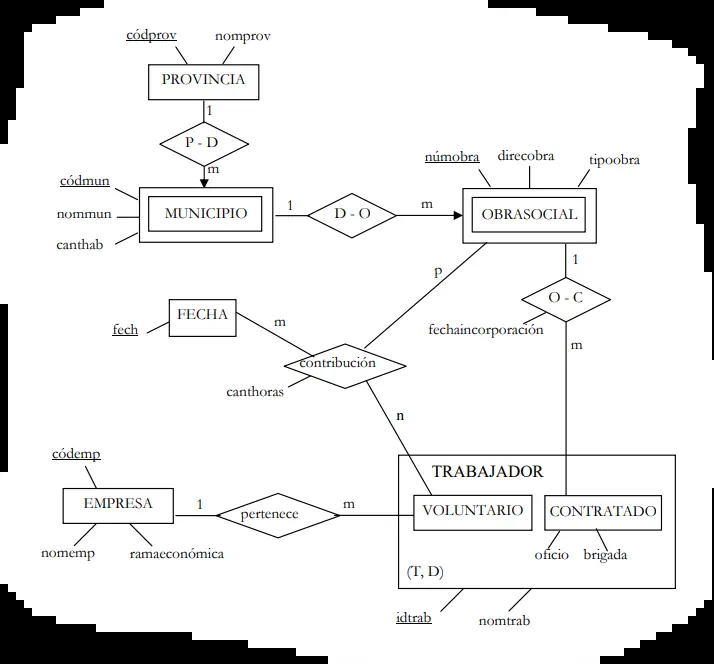 códprov nomprov
PROVINCIA
1
P - D
m
códmun
nommun
canthab
MUNICIPIO
1
D - O
m
númobra direcobra tipoobra
OBRASOCIAL
1
O - C
fechaincorporación
m
p
FECHA
fech
m
contribución
canthoras
n
códemp
EMPRESA
nomemp ramaeconómica
1
pertenece
m
TRABAJADOR
VOLUNTARIO
CONTRATADO
oficio brigada
(T, D)
idtrab nomtrab